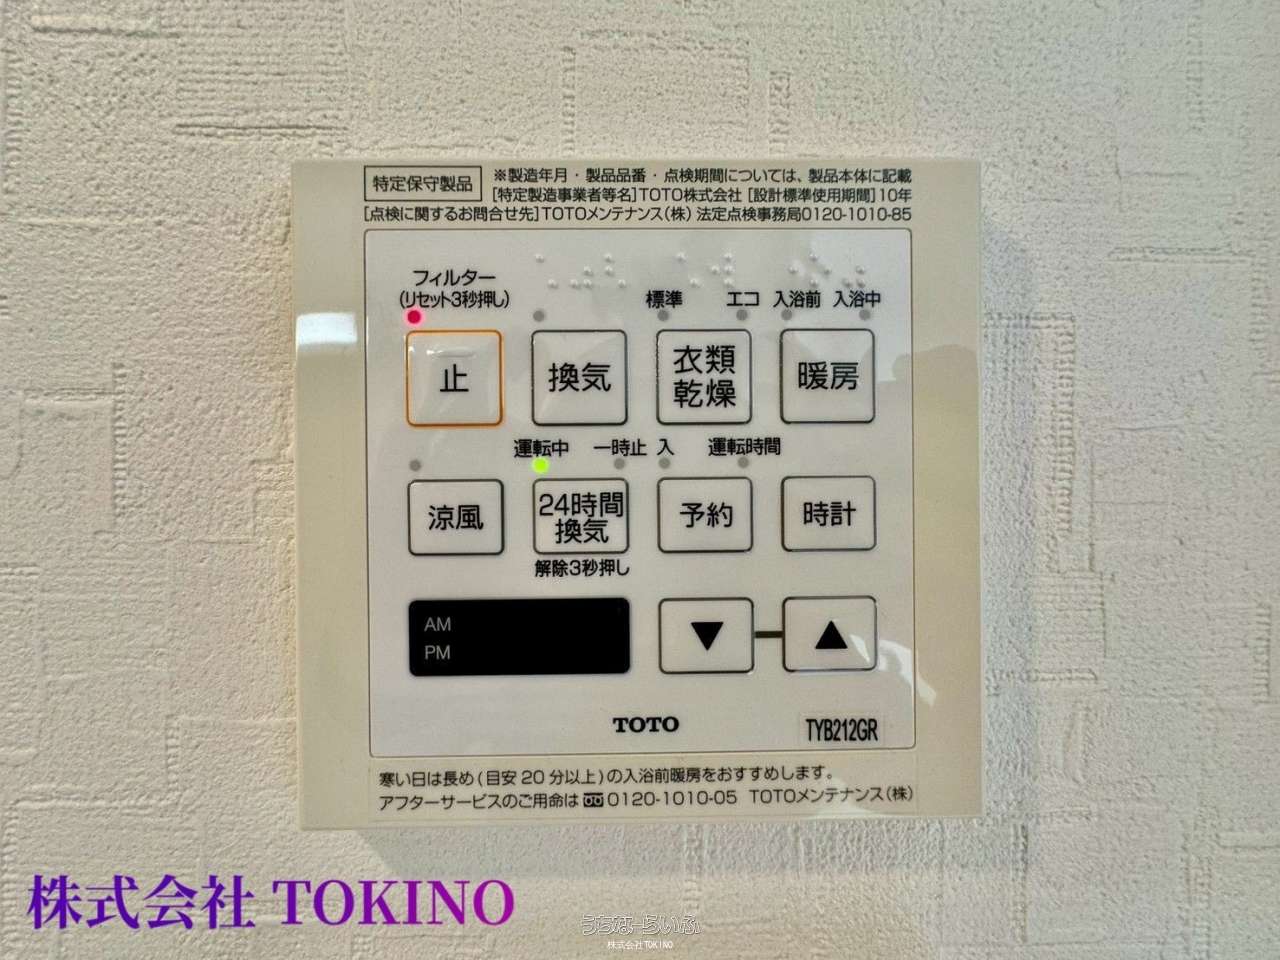 特定保守製品
※製造年月・製品品番・点検期間については、製品本体に記載
[特定製造事業者等名]TOTO株式会社 [設計標準使用期間]10年
[点検に関するお問合せ先]TOTOメンテナンス(株) 法定点検事務局0120-1010-85
フィルター
(リセット3秒押し)
標準 エコ 入浴前 入浴中
止 換気 衣類乾燥 暖房
運転中 一時止 入 運転時間
涼風 24時間換気 予約 時計
解除3秒押し
AM
PM
▼ ▲
TOTO
TYB212GR
寒い日は長め(目安20分以上)の入浴前暖房をおすすめします。
アフターサービスのご用命は 0120-1010-05 TOTOメンテナンス(株)
株式会社 TOKINO
うちなーらいふ
株式会社TOKINO